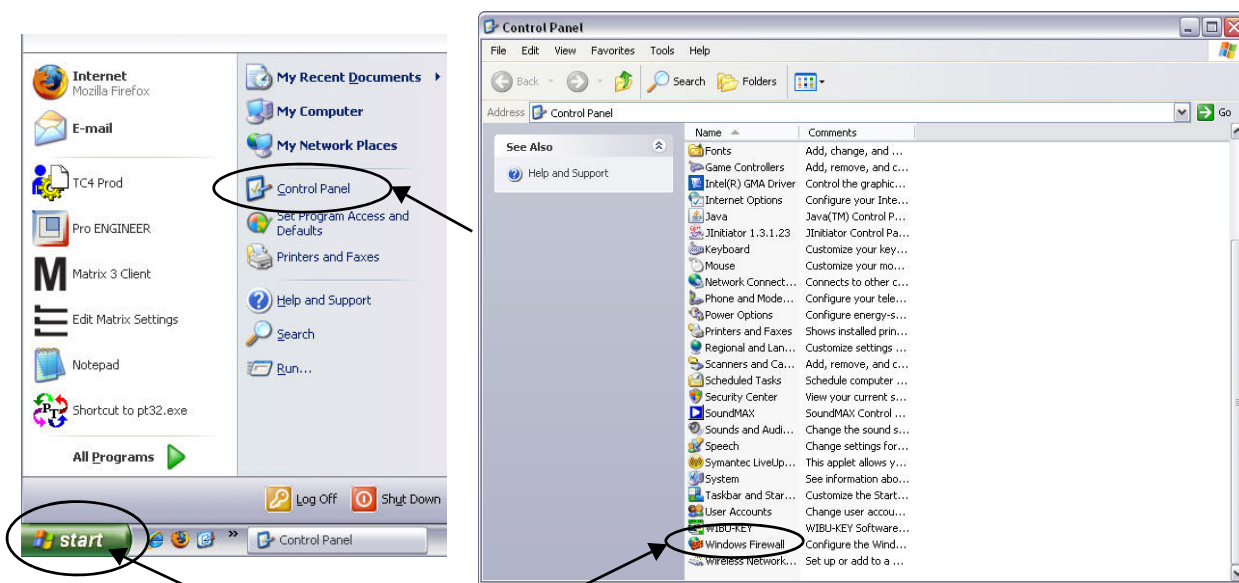 Internet
Mozilla Firefox
E-mail
TC4 Prod
Pro ENGINEER
Matrix 3 Client
Edit Matrix Settings
Notepad
Shortcut to pt32.exe
All Programs
My Recent Documents
My Computer
My Network Places
Control Panel
Set Program Access and
Defaults
Printers and Faxes
Help and Support
Search
Run...
Log Off Shut Down
start » Control Panel
Control Panel
File Edit View Favorites Tools Help
Back Search Folders
Address Control Panel Go
See Also
Help and Support
Name Comments
Fonts Add, change, and ...
Game Controllers Add, remove, and c...
Intel(R) GMA Driver Control the graphic...
Internet Options Configure your Inte...
Java Java(TM) Control P...
JInitiator 1.3.1.23 JInitiator Control Pa...
Keyboard Customize your key...
Mouse Customize your mo...
Network Connect... Connects to other c...
Phone and Mode... Configure your tele...
Power Options Configure energy-s...
Printers and Faxes Shows installed prin...
Regional and Lan... Customize settings ...
Scanners and Ca... Add, remove, and c...
Scheduled Tasks Schedule computer ...
Security Center View your current s...
SoundMAX SoundMAX Control ...
Sounds and Audi... Change the sound s...
Speech Change settings for...
Symantec LiveUp... This applet allows y...
System See information abo...
Taskbar and Star... Customize the Start...
User Accounts Change user accou...
WIBU-KEY WIBU-KEY Software...
Windows Firewall Configure the Wind...
Wireless Network... Set up or add to a ...